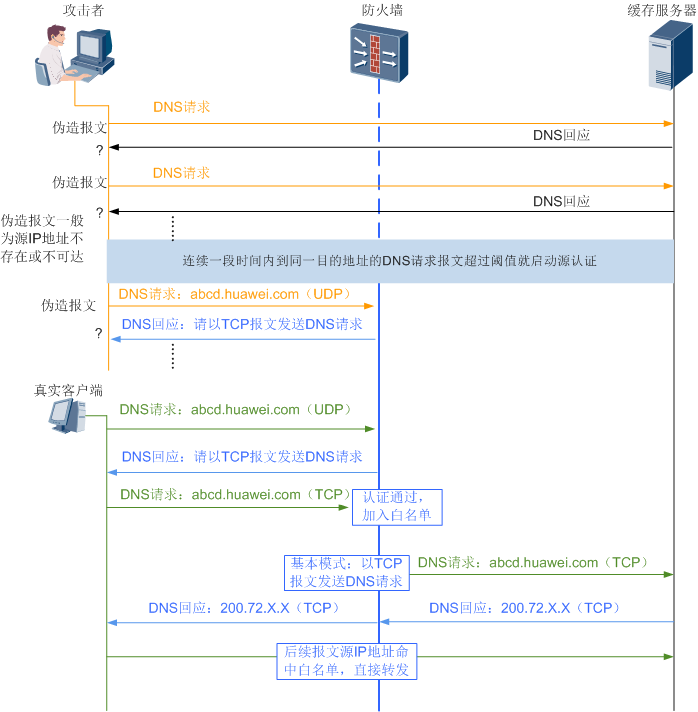 攻击者
防火墙
缓存服务器
DNS请求
伪造报文
DNS回应
?
DNS请求
伪造报文
DNS回应
?
伪造报文一般
为源IP地址不
存在或不可达
连续一段时间内到同一目的地址的DNS请求报文超过阈值就启动源认证
DNS请求：abcd.huawei.com（UDP）
伪造报文
DNS回应：请以TCP报文发送DNS请求
?
真实客户端
DNS请求：abcd.huawei.com（UDP）
DNS回应：请以TCP报文发送DNS请求
DNS请求：abcd.huawei.com（TCP）
认证通过，
加入白名单
基本模式：以TCP
报文发送DNS请求
DNS请求：abcd.huawei.com（TCP）
DNS回应：200.72.X.X（TCP）
DNS回应：200.72.X.X（TCP）
后续报文源IP地址命
中白名单，直接转发